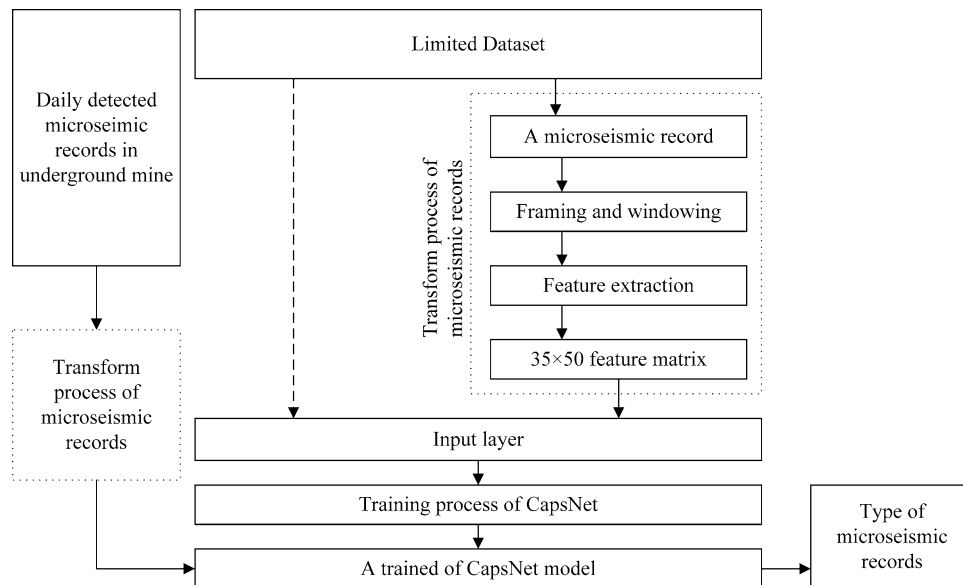 Limited Dataset
Daily detected
microseimic
records in
underground mine
A microseismic record
Framing and windowing
Feature extraction
35×50 feature matrix
Transform process of
microseismic records
Transform
process of
microseismic
records
Input layer
Training process of CapsNet
A trained of CapsNet model
Type of
microseismic
records